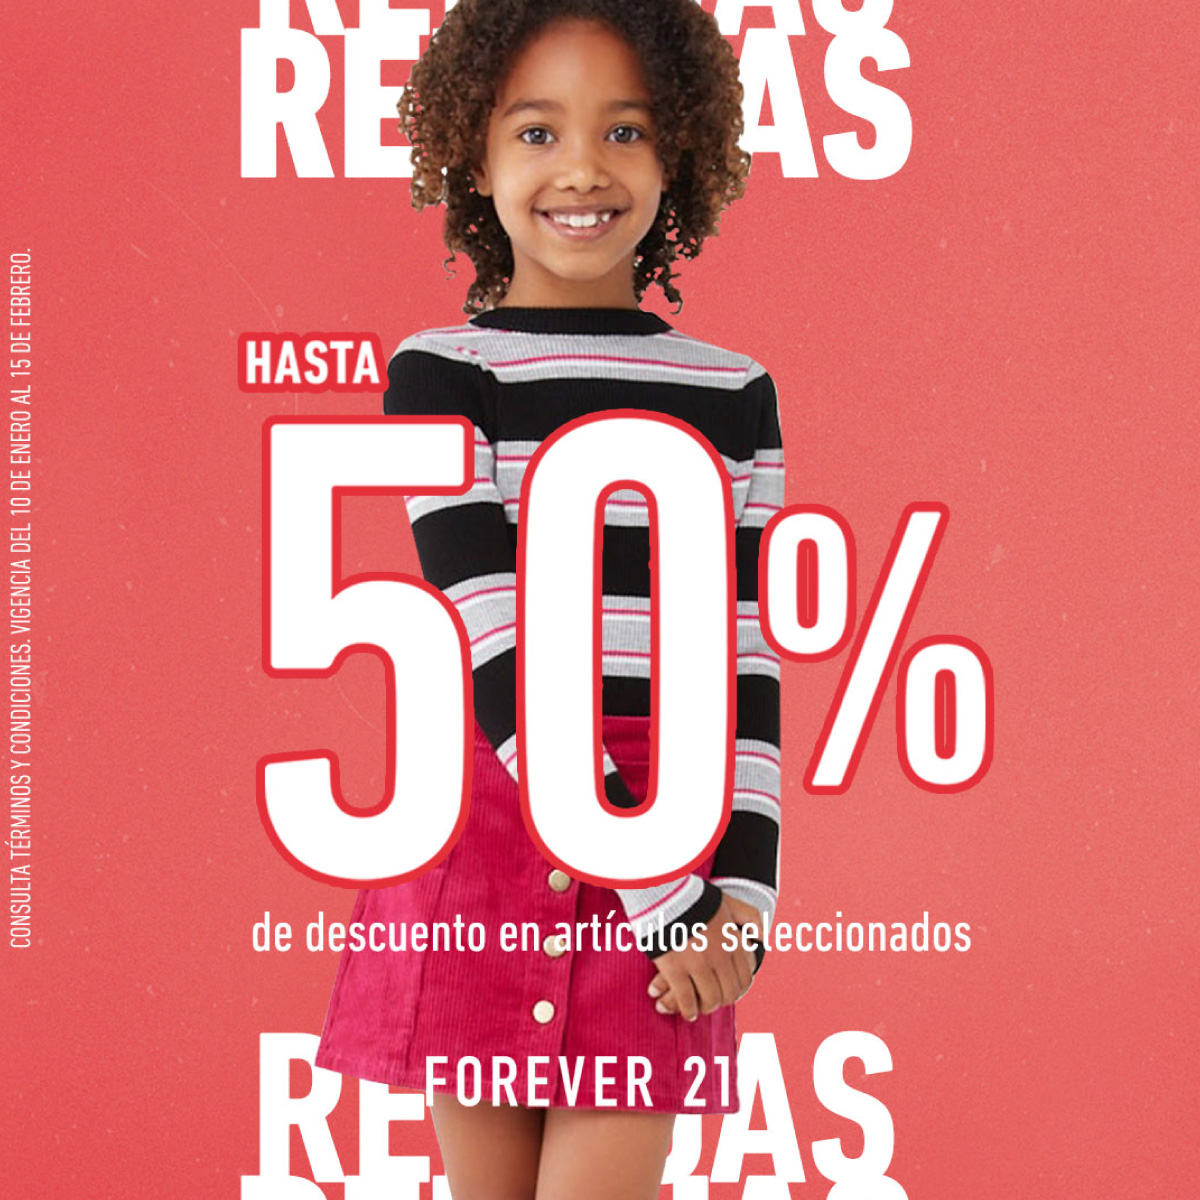 HASTA
50%
de descuento en artículos seleccionados
FOREVER 21
CONSULTA TÉRMINOS Y CONDICIONES. VIGENCIA DEL 10 DE ENERO AL 15 DE FEBRERO.